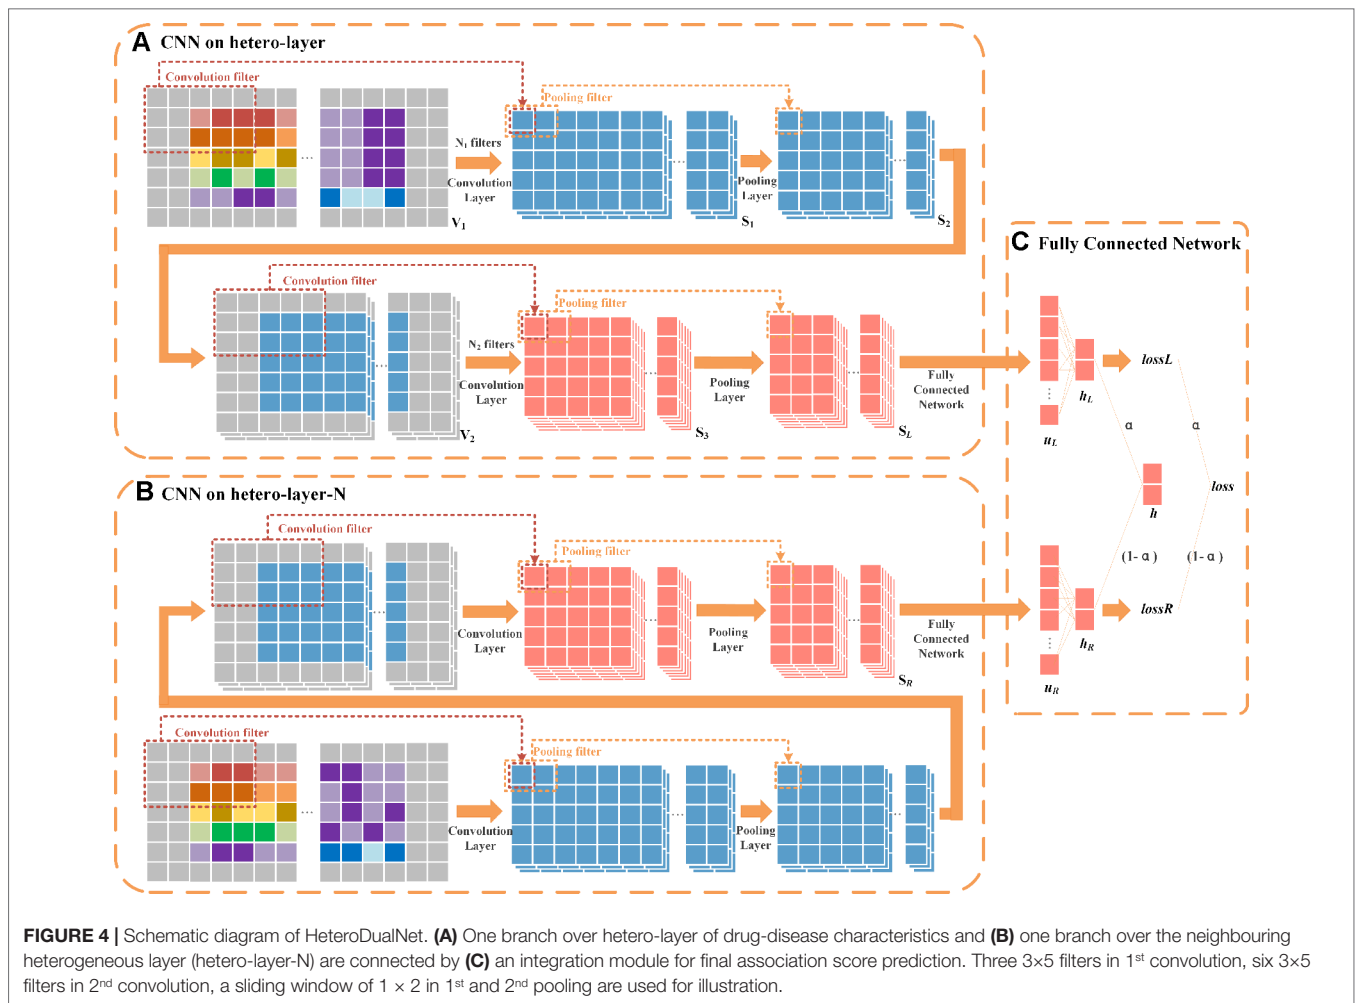 A CNN on hetero-layer
Convolution filter
Pooling filter
N1 filters
Convolution
Layer
Pooling
Layer
...
...
...
V1
S1
S2
Convolution filter
Pooling filter
N2 filters
Convolution
Layer
Pooling
Layer
Fully
Connected
Network
...
...
...
V2
S3
SL
B CNN on hetero-layer-N
Convolution filter
Pooling filter
Convolution
Layer
Pooling
Layer
Fully
Connected
Network
...
...
...
SR
Convolution filter
Pooling filter
Convolution
Layer
Pooling
Layer
...
...
...
C Fully Connected Network
lossL
hL
...
uL
α
α
loss
h
(1-α)
(1-α)
lossR
hR
...
uR
FIGURE 4 | Schematic diagram of HeteroDualNet. (A) One branch over hetero-layer of drug-disease characteristics and (B) one branch over the neighbouring
heterogeneous layer (hetero-layer-N) are connected by (C) an integration module for final association score prediction. Three 3×5 filters in 1st convolution, six 3×5
filters in 2nd convolution, a sliding window of 1 × 2 in 1st and 2nd pooling are used for illustration.